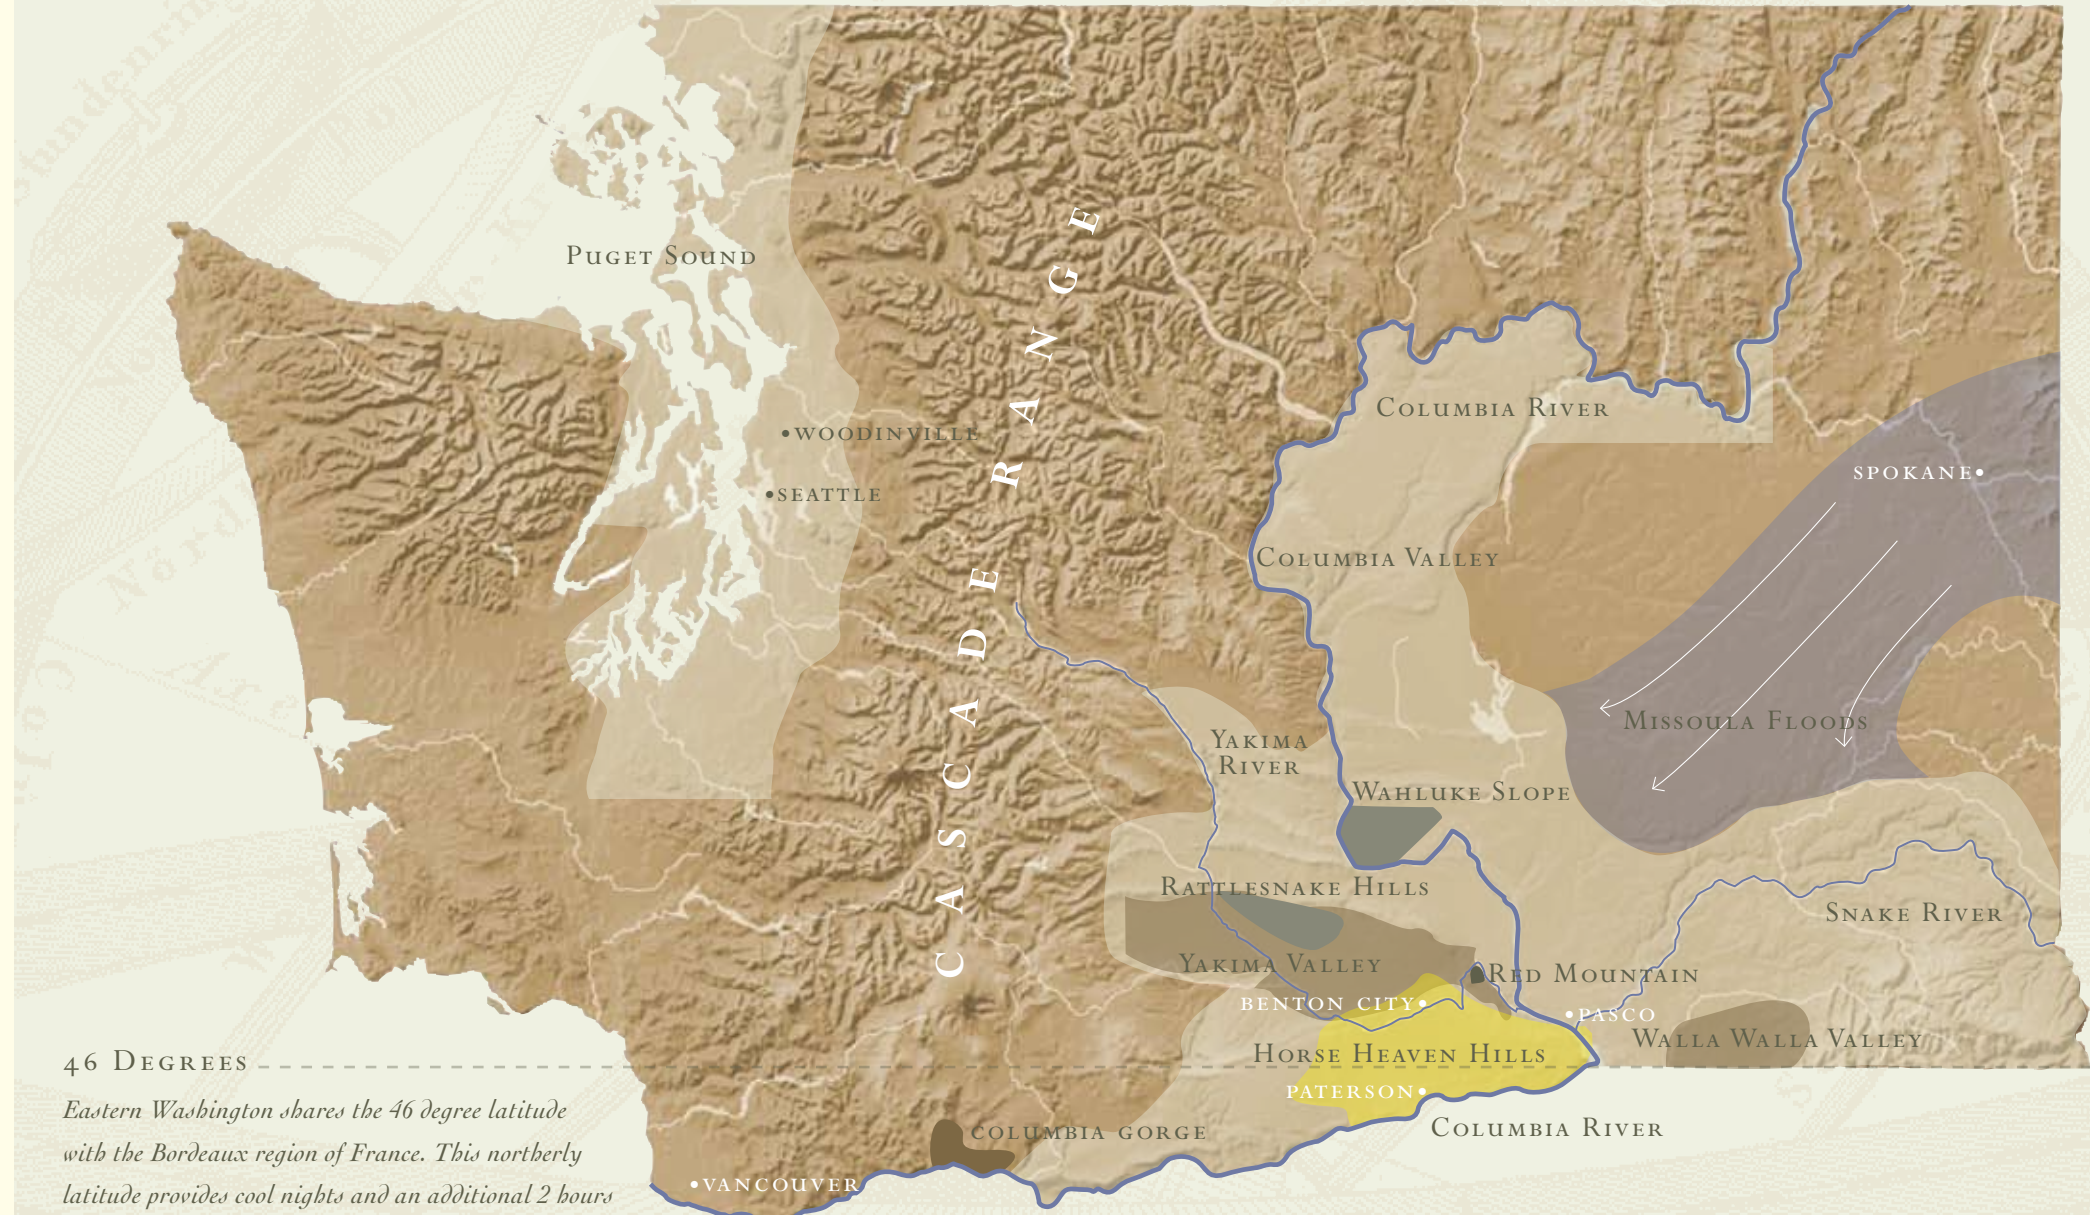 Puget Sound
CASCADE RANGE
•WOODINVILLE
•SEATTLE
Columbia River
SPOKANE•
Columbia Valley
Missoula Floods
Yakima
River
Wahluke Slope
Rattlesnake Hills
Snake River
Yakima Valley
Red Mountain
BENTON CITY•
•PASCO
Walla Walla Valley
Horse Heaven Hills
46 Degrees
PATERSON•
Eastern Washington shares the 46 degree latitude
with the Bordeaux region of France. This northerly
latitude provides cool nights and an additional 2 hours
Columbia River
COLUMBIA GORGE
•VANCOUVER
Nord